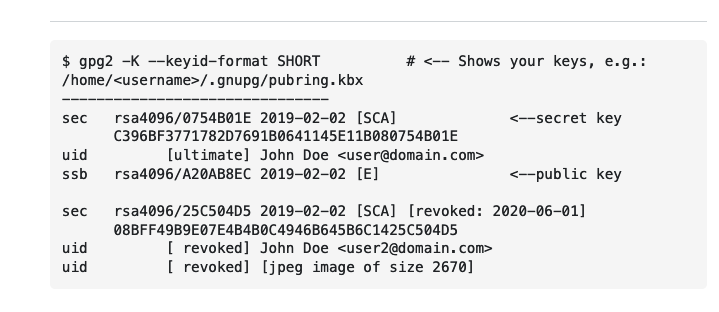 $ gpg2 -K --keyid-format SHORT          # <-- Shows your keys, e.g.:
/home/<username>/.gnupg/pubring.kbx
-------------------------------
sec   rsa4096/0754B01E 2019-02-02 [SCA]             <--secret key
      C396BF3771782D7691B0641145E11B080754B01E
uid         [ultimate] John Doe <user@domain.com>
ssb   rsa4096/A20AB8EC 2019-02-02 [E]               <--public key
sec   rsa4096/25C504D5 2019-02-02 [SCA] [revoked: 2020-06-01]
      08BFF49B9E07E4B4B0C4946B645B6C1425C504D5
uid         [ revoked] John Doe <user2@domain.com>
uid         [ revoked] [jpeg image of size 2670]